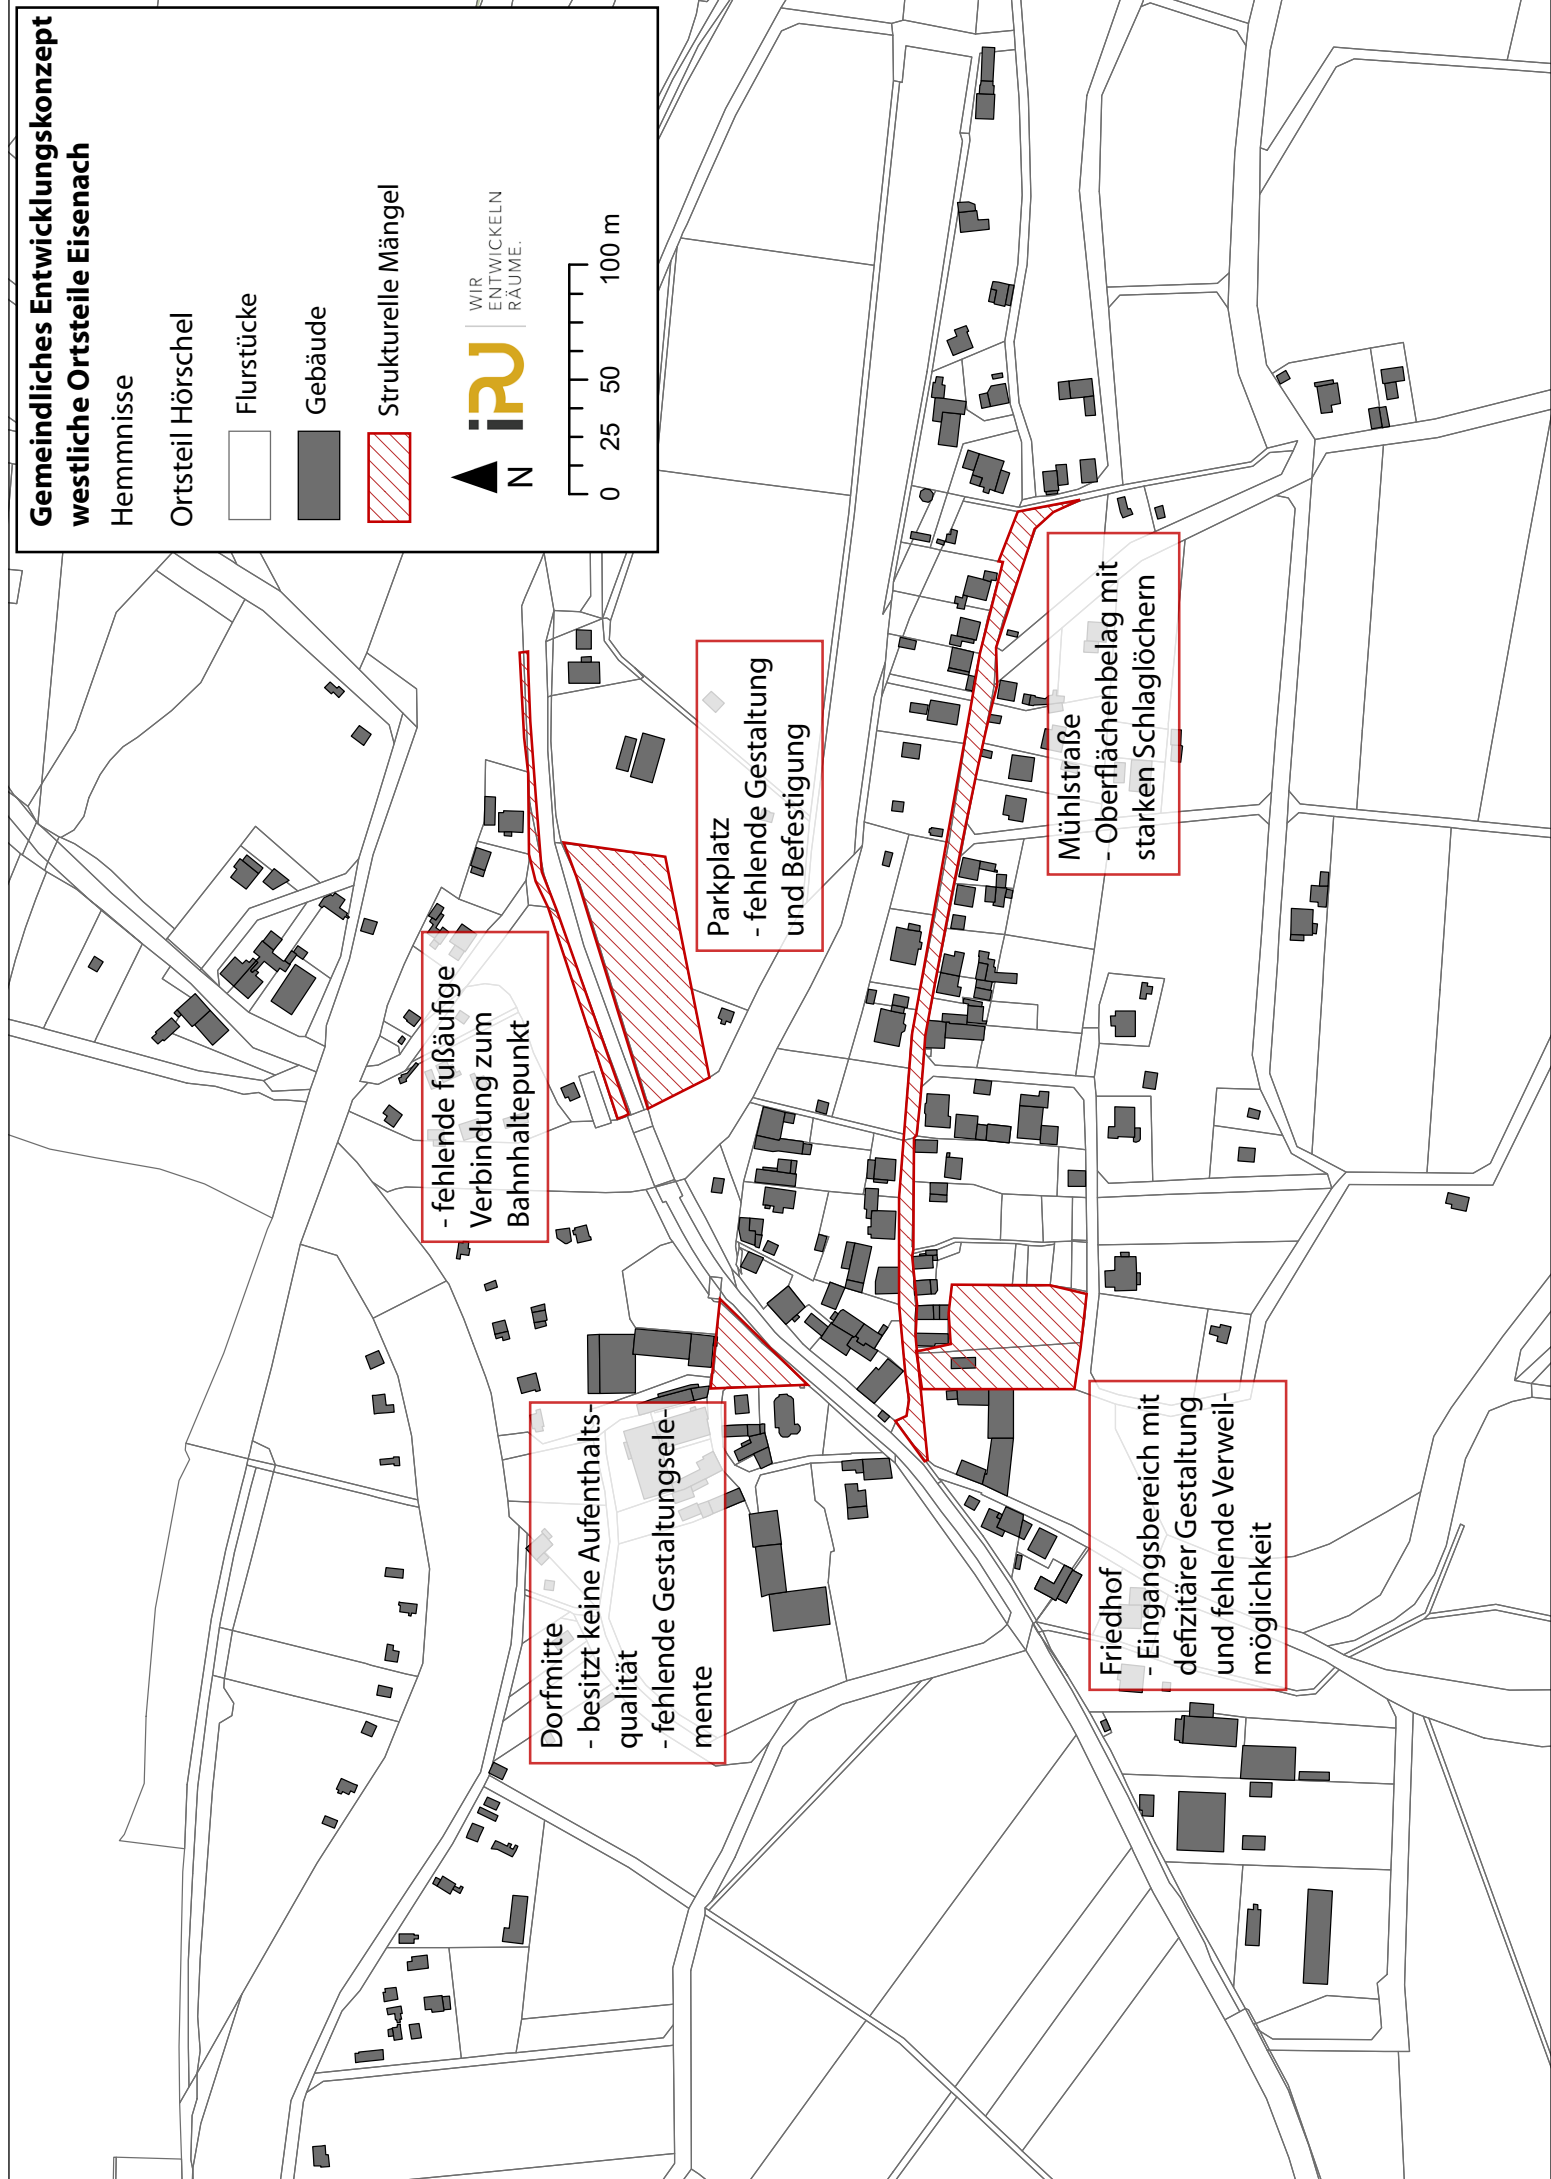 Gemeindliches Entwicklungskonzept
westliche Ortsteile Eisenach
Hemmnisse
Ortsteil Hörschel
Flurstücke
Gebäude
Strukturelle Mängel
N
iRU
WIR
ENTWICKELN
RÄUME.
0 25 50 100 m
- fehlende fußäufige
Verbindung zum
Bahnhaltepunkt
Parkplatz
- fehlende Gestaltung
und Befestigung
Mühlstraße
- Oberflächenbelag mit
starken Schlaglöchern
Dorfmitte
- besitzt keine Aufenthalts-
qualität
- fehlende Gestaltungsele-
mente
Friedhof
- Eingangsbereich mit
defizitärer Gestaltung
und fehlende Verweil-
möglichkeit